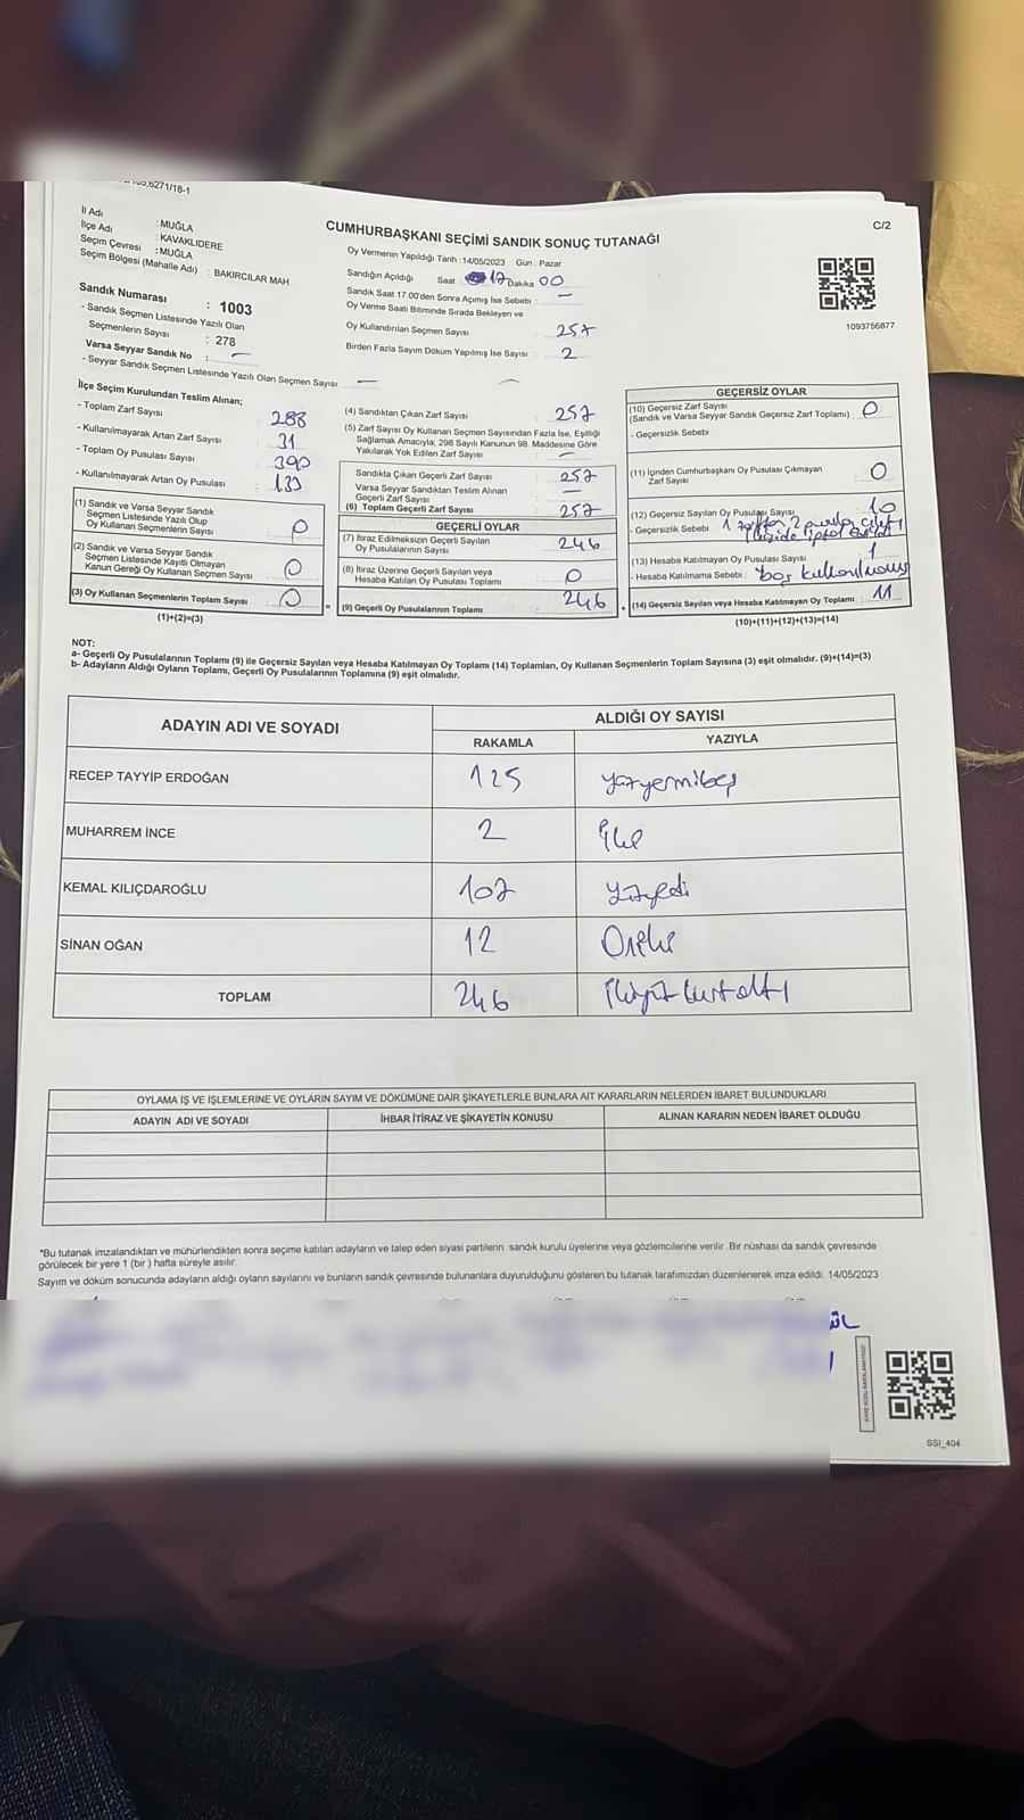 İl Adı : MUĞLA
İlçe Adı : KAVAKLIDERE
Seçim Çevresi : MUĞLA
Seçim Bölgesi (Mahalle Adı) : BAKIRCILAR MAH
CUMHURBAŞKANI SEÇİMİ SANDIK SONUÇ TUTANAĞI
C/2
Oy Vermenin Yapıldığı Tarih :14/05/2023 Gün : Pazar
Sandığın Açıldığı Saat 17 Dakika 00
Sandık Saat 17.00'den Sonra Açılmış İse Sebebi : —
Oy Verme Saati Bitiminde Sırada Bekleyen ve
Oy Kullandırılan Seçmen Sayısı 257
Birden Fazla Sayım Döküm Yapılmış İse Sayısı 2
1093756877
Sandık Numarası : 1003
- Sandık Seçmen Listesinde Yazılı Olan
Seçmenlerin Sayısı : 278
Varsa Seyyar Sandık No : —
- Seyyar Sandık Seçmen Listesinde Yazılı Olan Seçmen Sayısı —
İlçe Seçim Kurulundan Teslim Alınan;
- Toplam Zarf Sayısı 288
- Kullanılmayarak Artan Zarf Sayısı 31
- Toplam Oy Pusulası Sayısı : 390
- Kullanılmayarak Artan Oy Pusulası : 133
(1) Sandık ve Varsa Seyyar Sandık
Seçmen Listesinde Yazılı Olup
Oy Kullanan Seçmenlerin Sayısı 0
(2) Sandık ve Varsa Seyyar Sandık
Seçmen Listesinde Kayıtlı Olmayan
Kanun Gereği Oy Kullanan Seçmen Sayısı 0
(3) Oy Kullanan Seçmenlerin Toplam Sayısı 0
(1)+(2)=(3)
(4) Sandıktan Çıkan Zarf Sayısı 257
(5) Zarf Sayısı Oy Kullanan Seçmen Sayısından Fazla İse, Eşitliği
Sağlamak Amacıyla, 298 Sayılı Kanunun 98. Maddesine Göre
Yakılarak Yok Edilen Zarf Sayısı —
Sandıkta Çıkan Geçerli Zarf Sayısı 257
Varsa Seyyar Sandıktan Teslim Alınan
Geçerli Zarf Sayısı —
(6) Toplam Geçerli Zarf Sayısı 257
GEÇERLİ OYLAR
(7) İtiraz Edilmeksizin Geçerli Sayılan
Oy Pusulalarının Sayısı 246
(8) İtiraz Üzerine Geçerli Sayılan veya
Hesaba Katılan Oy Pusulası Toplamı 0
(9) Geçerli Oy Pusulalarının Toplamı 246
GEÇERSİZ OYLAR
(10) Geçersiz Zarf Sayısı
(Sandık ve Varsa Seyyar Sandık Geçersiz Zarf Toplamı) 0
- Geçersizlik Sebebi
(11) İçinden Cumhurbaşkanı Oy Pusulası Çıkmayan
Zarf Sayısı 0
(12) Geçersiz Sayılan Oy Pusulası Sayısı 10
- Geçersizlik Sebebi 1 zarftan 2 pusula
(13) Hesaba Katılmayan Oy Pusulası Sayısı 1
- Hesaba Katılmama Sebebi : boş kullanılmış
(14) Geçersiz Sayılan veya Hesaba Katılmayan Oy Toplamı 11
(10)+(11)+(12)+(13)=(14)
NOT:
a- Geçerli Oy Pusulalarının Toplamı (9) ile Geçersiz Sayılan veya Hesaba Katılmayan Oy Toplamı (14) Toplamları, Oy Kullanan Seçmenlerin Toplam Sayısına (3) eşit olmalıdır. (9)+(14)=(3)
b- Adayların Aldığı Oyların Toplamı, Geçerli Oy Pusulalarının Toplamına (9) eşit olmalıdır.
ADAYIN ADI VE SOYADI
ALDIĞI OY SAYISI
RAKAMLA YAZIYLA
RECEP TAYYİP ERDOĞAN 125 yüzyirmibeş
MUHARREM İNCE 2 İki
KEMAL KILIÇDAROĞLU 107 yüzyedi
SİNAN OĞAN 12 Oniki
TOPLAM 246 İkiyüzkırkaltı
OYLAMA İŞ VE İŞLEMLERİNE VE OYLARIN SAYIM VE DÖKÜMÜNE DAİR ŞİKAYETLERLE BUNLARA AİT KARARLARIN NELERDEN İBARET BULUNDUKLARI
ADAYIN ADI VE SOYADI İHBAR İTİRAZ VE ŞİKAYETİN KONUSU ALINAN KARARIN NEDEN İBARET OLDUĞU
*Bu tutanak imzalandıktan ve mühürlendikten sonra seçime katılan adayların ve talep eden siyasi partilerin sandık kurulu üyelerine veya gözlemcilerine verilir. Bir nüshası da sandık çevresinde
görülecek bir yere 1 (bir ) hafta süreyle asılır.
Sayım ve döküm sonucunda adayların aldığı oyların sayılarını ve bunların sandık çevresinde bulunanlara duyurulduğunu gösteren bu tutanak tarafımızdan düzenlenerek imza edildi. 14/05/2023
SSI_404